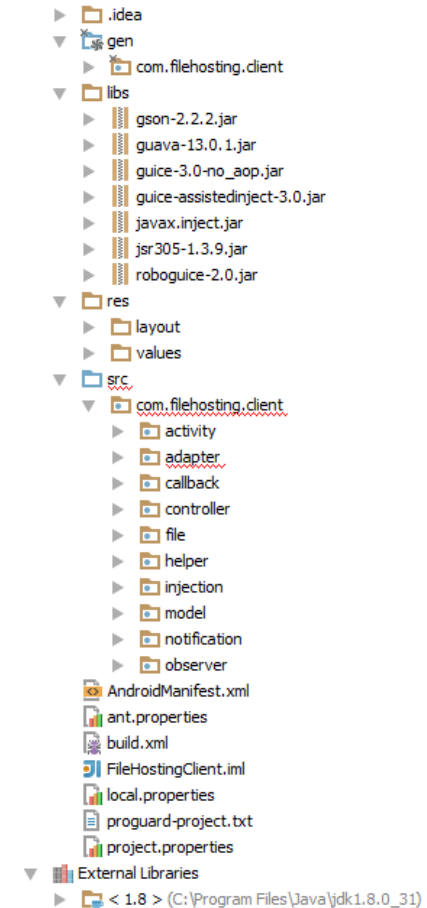 .idea
gen
com.filehosting.client
libs
gson-2.2.2.jar
guava-13.0.1.jar
guice-3.0-no_aop.jar
guice-assistedinject-3.0.jar
javax.inject.jar
jsr305-1.3.9.jar
roboguice-2.0.jar
res
layout
values
src
com.filehosting.client
activity
adapter
callback
controller
file
helper
injection
model
notification
observer
AndroidManifest.xml
ant.properties
build.xml
FileHostingClient.iml
local.properties
proguard-project.txt
project.properties
External Libraries
< 1.8 > (C:\Program Files\Java\jdk1.8.0_31)